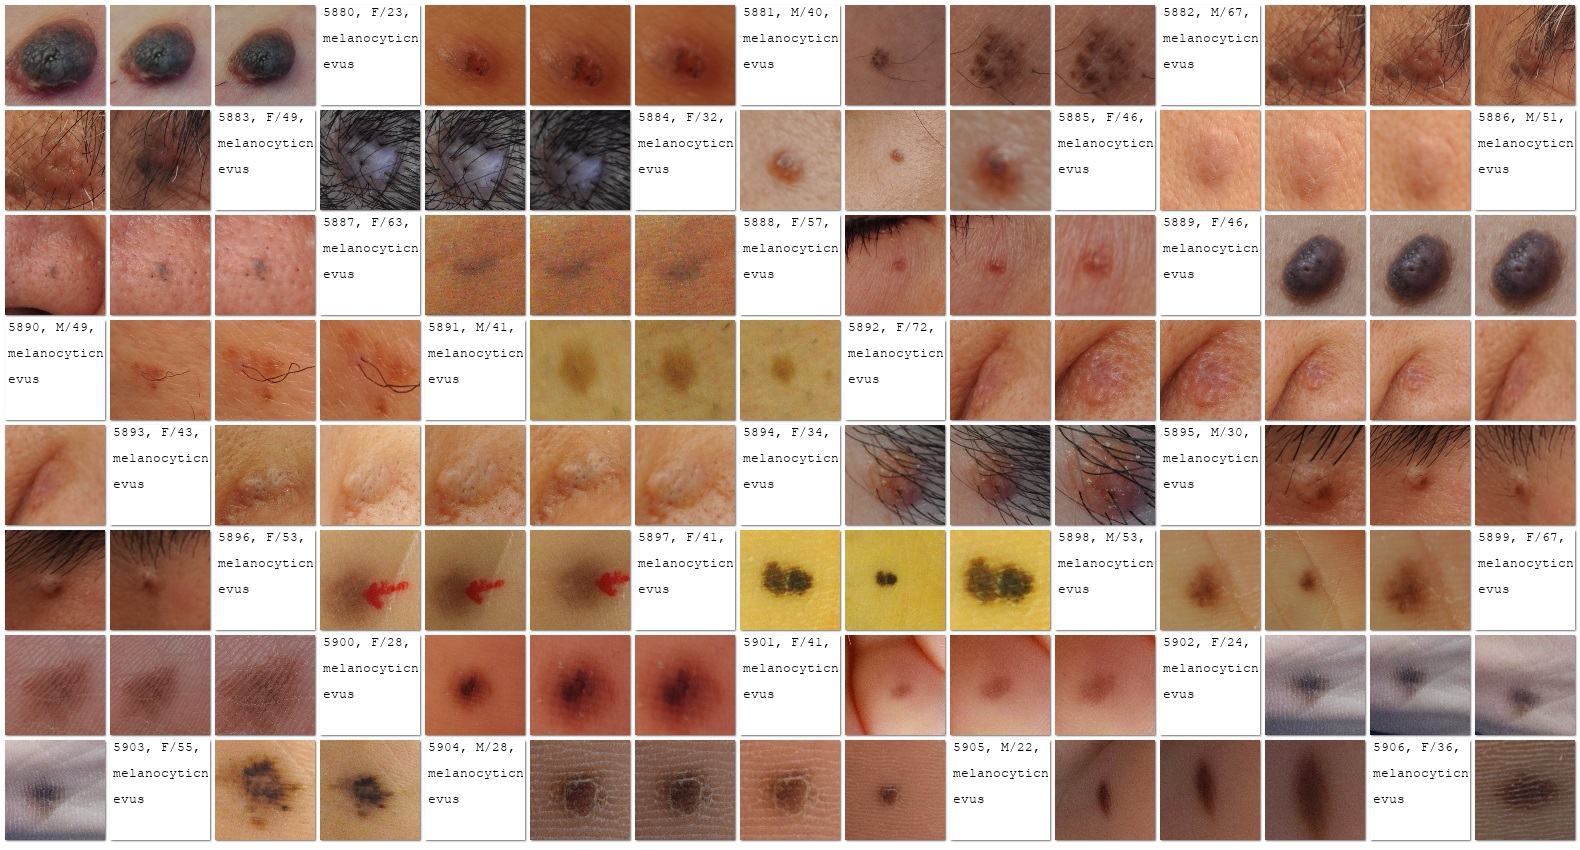 5880, F/23,
melanocyticn
evus
5881, M/40,
melanocyticn
evus
5882, M/67,
melanocyticn
evus
5883, F/49,
melanocyticn
evus
5884, F/32,
melanocyticn
evus
5885, F/46,
melanocyticn
evus
5886, M/51,
melanocyticn
evus
5887, F/63,
melanocyticn
evus
5888, F/57,
melanocyticn
evus
5889, F/46,
melanocyticn
evus
5890, M/49,
melanocyticn
evus
5891, M/41,
melanocyticn
evus
5892, F/72,
melanocyticn
evus
5893, F/43,
melanocyticn
evus
5894, F/34,
melanocyticn
evus
5895, M/30,
melanocyticn
evus
5896, F/53,
melanocyticn
evus
5897, F/41,
melanocyticn
evus
5898, M/53,
melanocyticn
evus
5899, F/67,
melanocyticn
evus
5900, F/28,
melanocyticn
evus
5901, F/41,
melanocyticn
evus
5902, F/24,
melanocyticn
evus
5903, F/55,
melanocyticn
evus
5904, M/28,
melanocyticn
evus
5905, M/22,
melanocyticn
evus
5906, F/36,
melanocyticn
evus